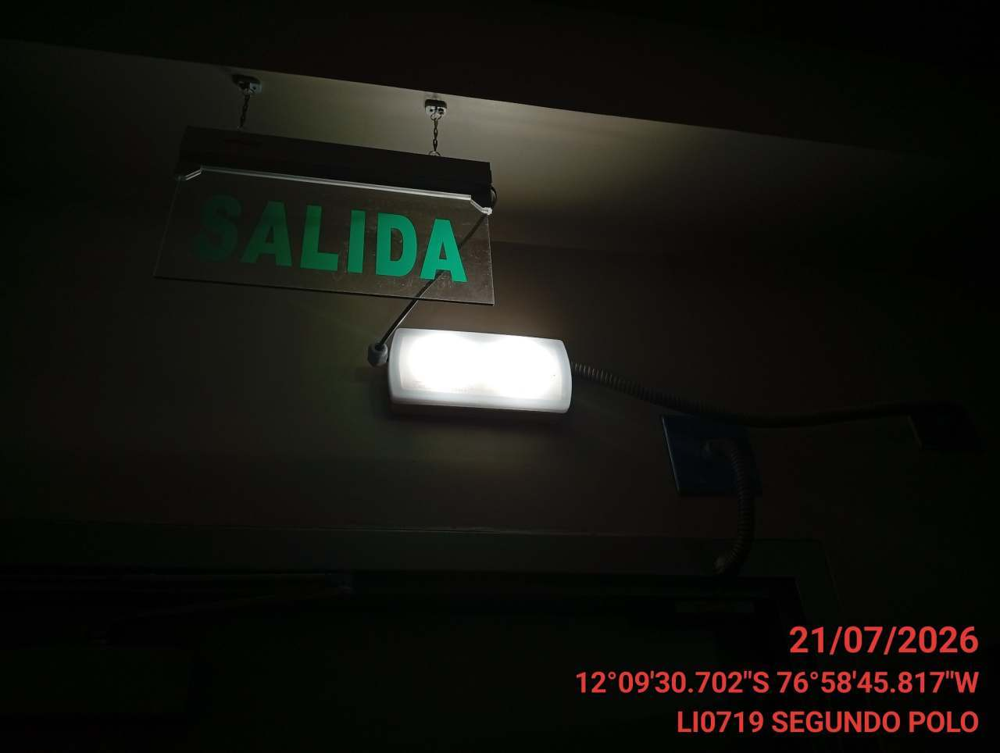 SALIDA
21/07/2026
12°09'30.702"S 76°58'45.817"W
LI0719 SEGUNDO POLO